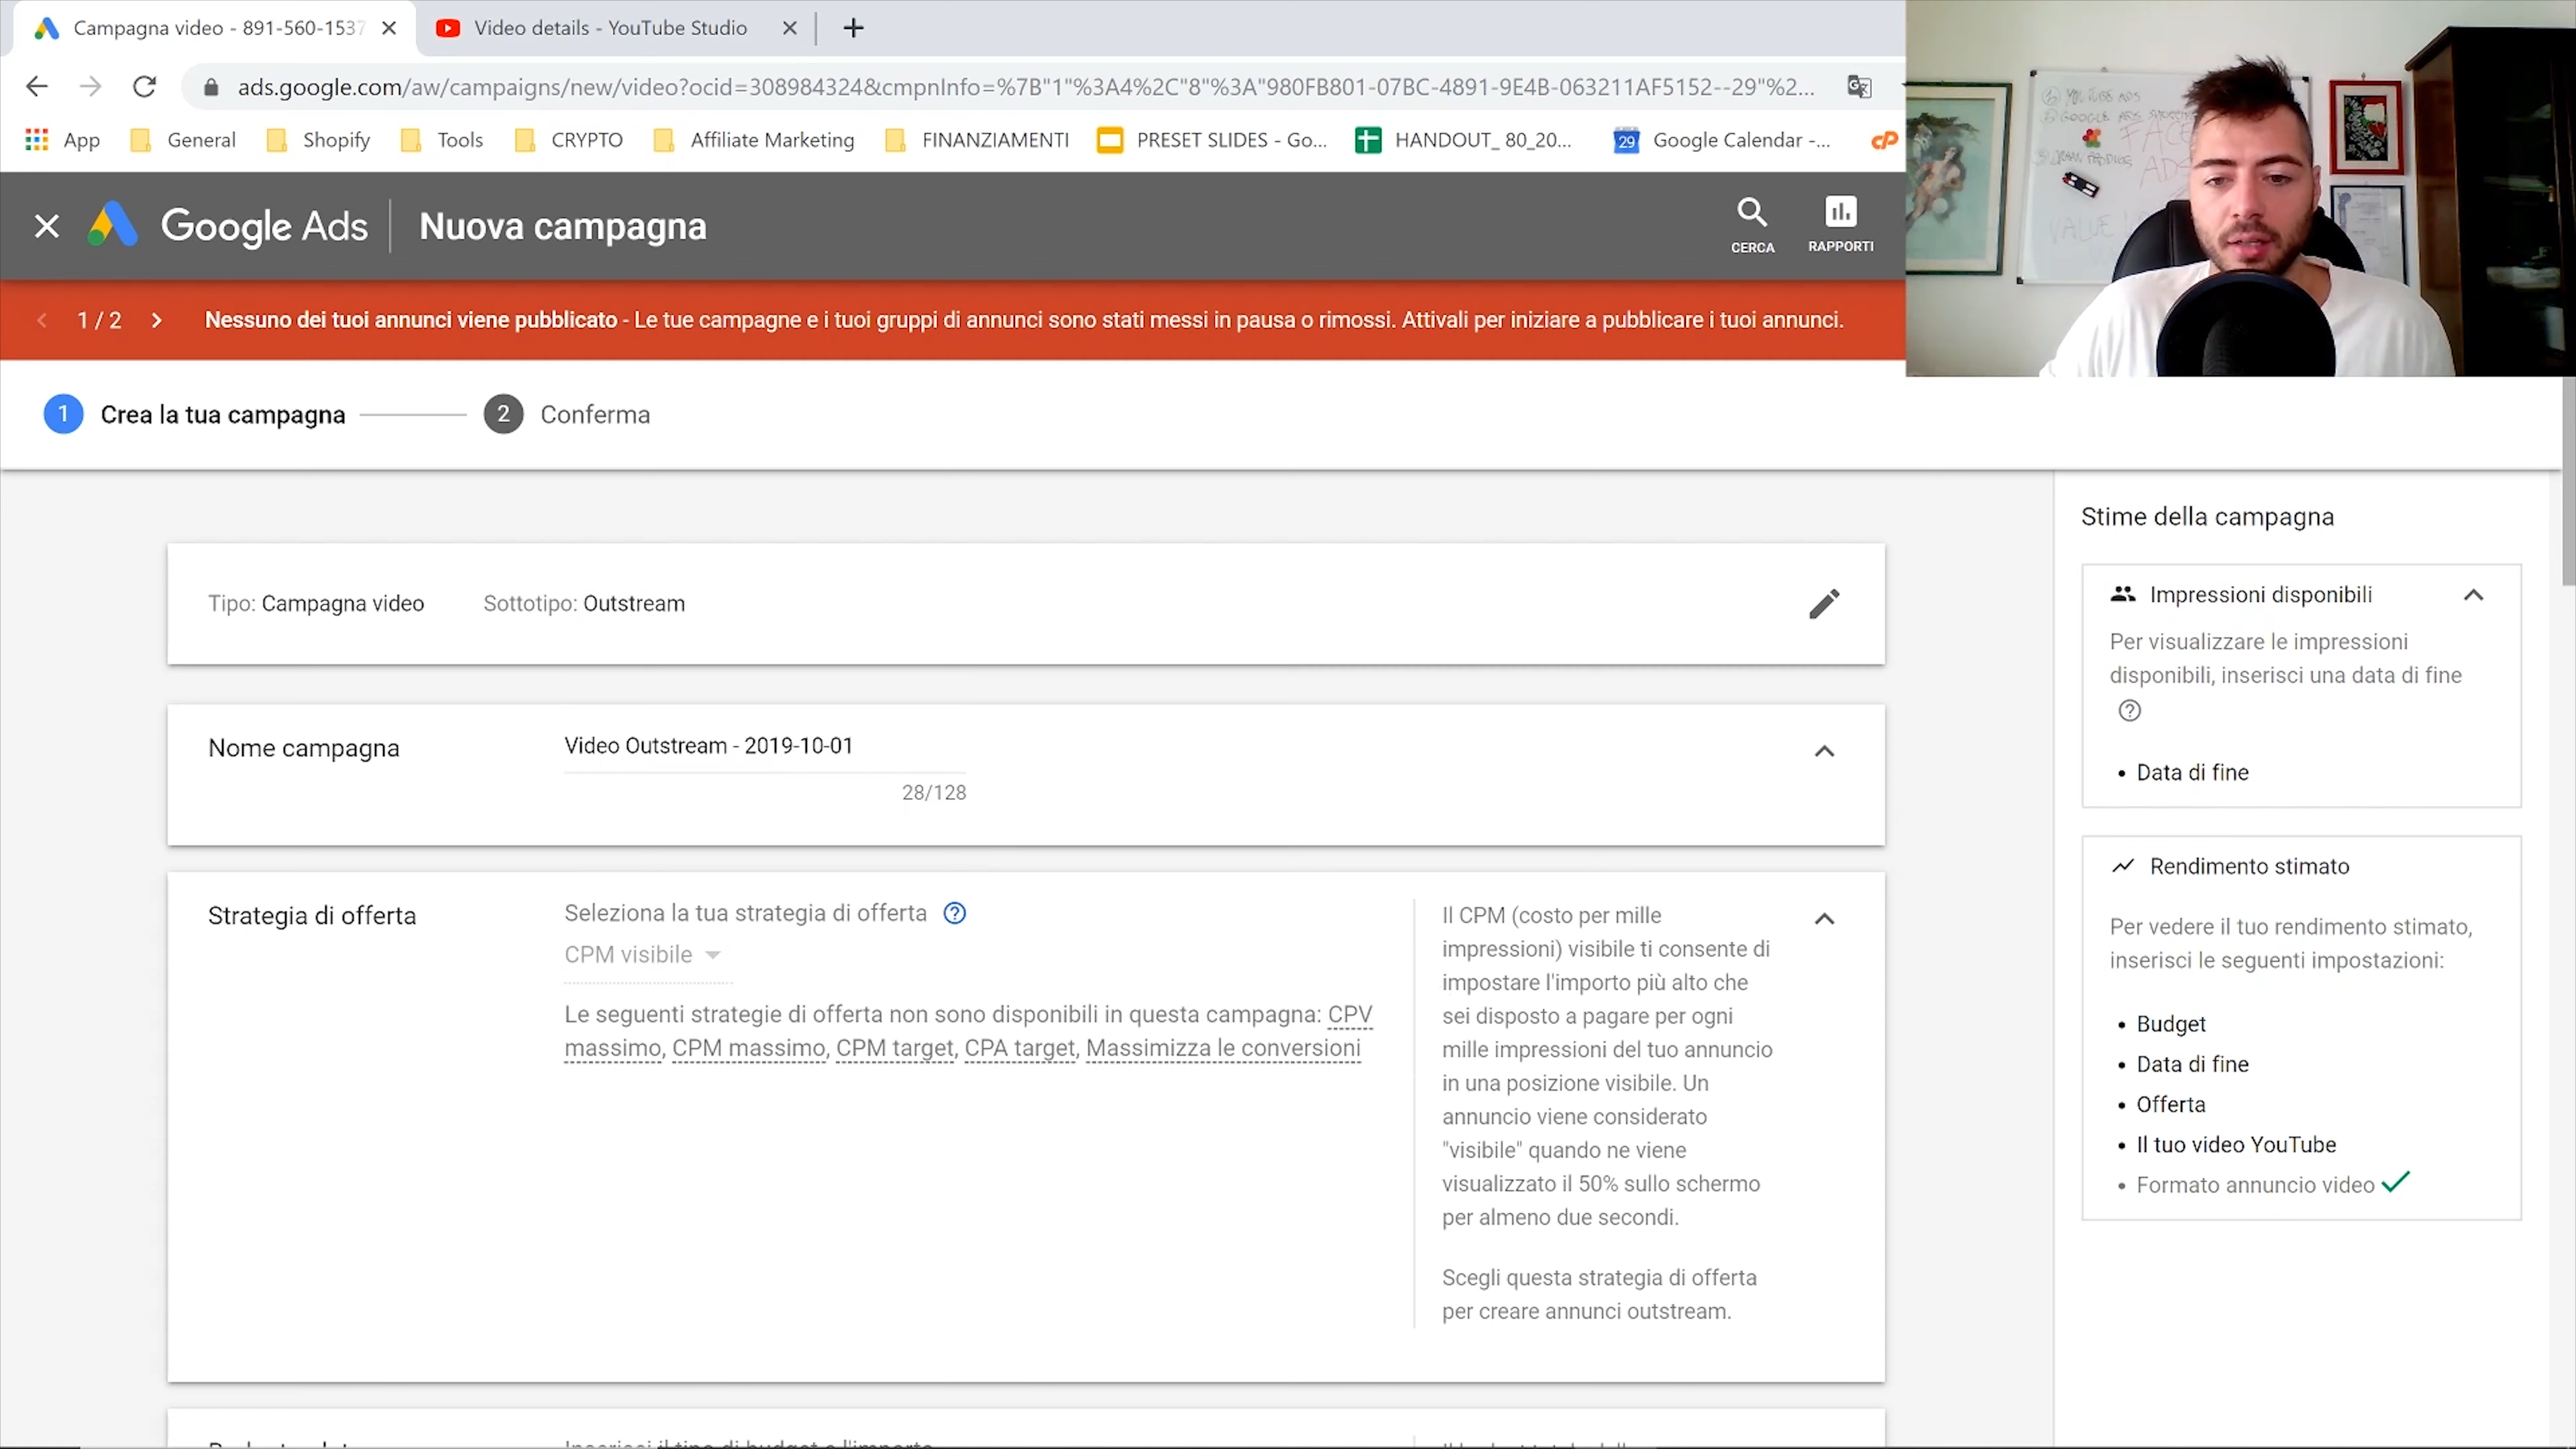 Campagna video - 891-560-1537
Video details - YouTube Studio
ads.google.com/aw/campaigns/new/video?ocid=308984324&cmpnInfo=%7B"1"%3A4%2C"8"%3A"980FB801-07BC-4891-9E4B-063211AF5152--29"%2...
App General Shopify Tools CRYPTO Affiliate Marketing FINANZIAMENTI PRESET SLIDES - Go... HANDOUT_ 80_20... 29 Google Calendar -...
Google Ads Nuova campagna
CERCA RAPPORTI
1 / 2 Nessuno dei tuoi annunci viene pubblicato - Le tue campagne e i tuoi gruppi di annunci sono stati messi in pausa o rimossi. Attivali per iniziare a pubblicare i tuoi annunci.
1 Crea la tua campagna 2 Conferma
Tipo: Campagna video Sottotipo: Outstream
Nome campagna
Video Outstream - 2019-10-01
28/128
Strategia di offerta
Seleziona la tua strategia di offerta
CPM visibile
Le seguenti strategie di offerta non sono disponibili in questa campagna: CPV
massimo, CPM massimo, CPM target, CPA target, Massimizza le conversioni
Il CPM (costo per mille
impressioni) visibile ti consente di
impostare l'importo più alto che
sei disposto a pagare per ogni
mille impressioni del tuo annuncio
in una posizione visibile. Un
annuncio viene considerato
"visibile" quando ne viene
visualizzato il 50% sullo schermo
per almeno due secondi.
Scegli questa strategia di offerta
per creare annunci outstream.
Stime della campagna
Impressioni disponibili
Per visualizzare le impressioni
disponibili, inserisci una data di fine
• Data di fine
Rendimento stimato
Per vedere il tuo rendimento stimato,
inserisci le seguenti impostazioni:
• Budget
• Data di fine
• Offerta
• Il tuo video YouTube
• Formato annuncio video